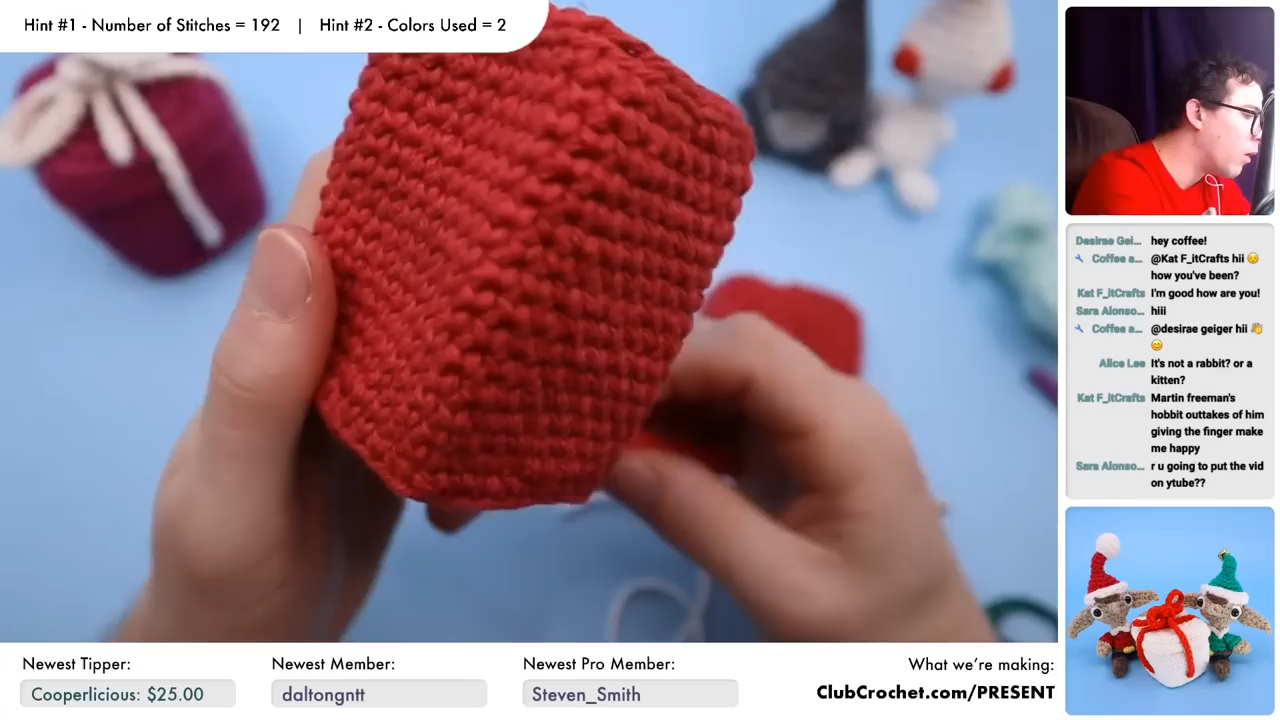 Hint #1 - Number of Stitches = 192 | Hint #2 - Colors Used = 2
Desirae Gei... hey coffee!
Coffee a... @Kat F_itCrafts hii 😌
how you've been?
Kat F_itCrafts I'm good how are you!
Sara Alonso... hiii
Coffee a... @desirae geiger hii 👋
😊
Alice Lee It's not a rabbit? or a
kitten?
Kat F_itCrafts Martin freeman's
hobbit outtakes of him
giving the finger make
me happy
Sara Alonso... r u going to put the vid
on ytube??
Newest Tipper:
Cooperlicious: $25.00
Newest Member:
daltongntt
Newest Pro Member:
Steven_Smith
What we're making:
ClubCrochet.com/PRESENT